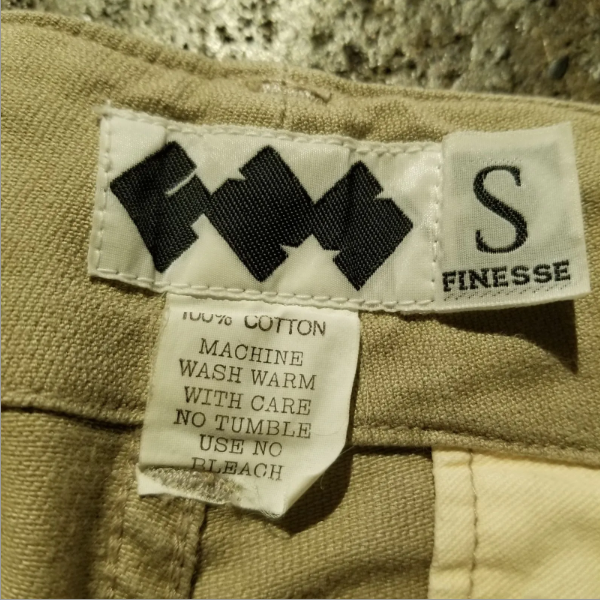 S
FINESSE
100% COTTON
MACHINE
WASH WARM
WITH CARE
NO TUMBLE
USE NO
BLEACH